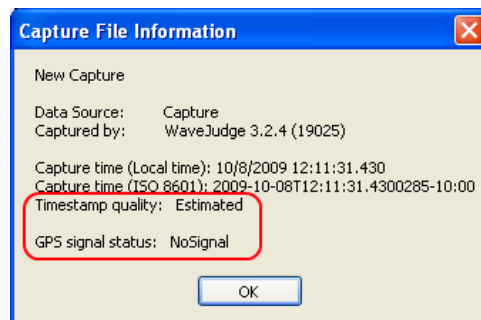 Capture File Information
New Capture
Data Source: Capture
Captured by: WaveJudge 3.2.4 (19025)
Capture time (Local time): 10/8/2009 12:11:31.430
Capture time (ISO 8601): 2009-10-08T12:11:31.4300285-10:00
Timestamp quality: Estimated
GPS signal status: NoSignal
OK